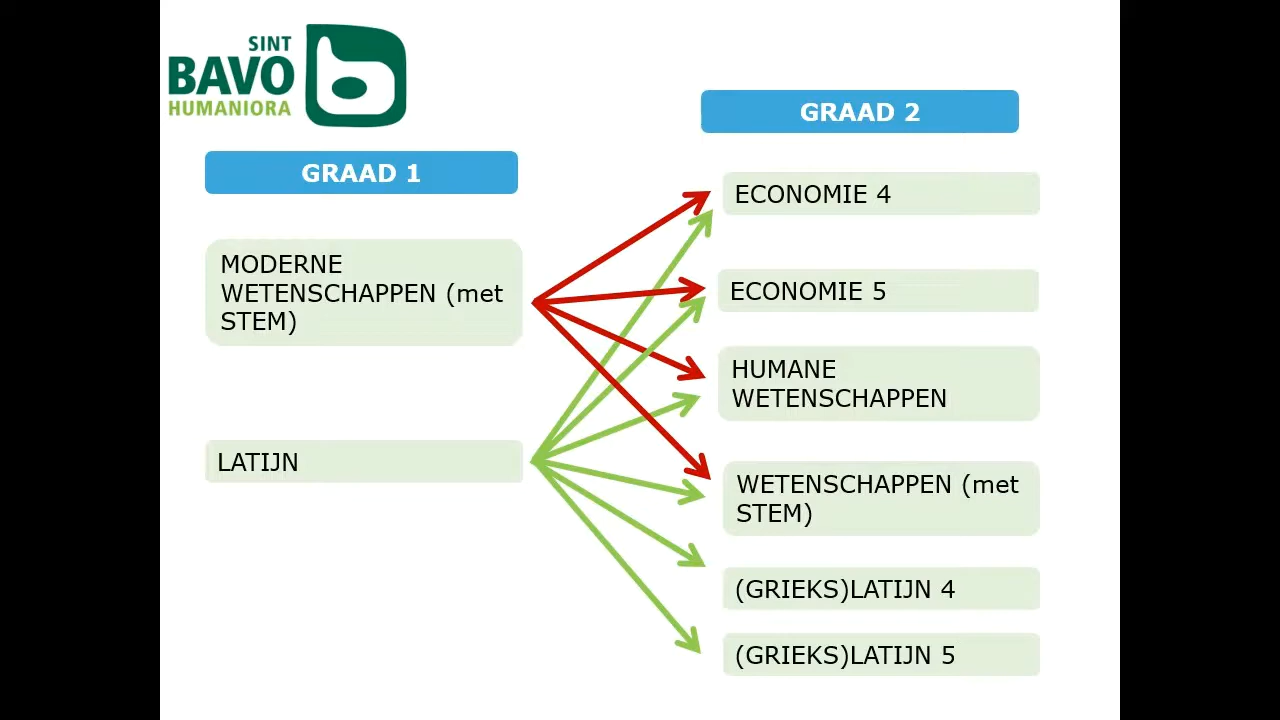 SINT
BAVO
HUMANIORA
GRAAD 1
MODERNE
WETENSCHAPPEN (met
STEM)
LATIJN
GRAAD 2
ECONOMIE 4
ECONOMIE 5
HUMANE
WETENSCHAPPEN
WETENSCHAPPEN (met
STEM)
(GRIEKS)LATIJN 4
(GRIEKS)LATIJN 5